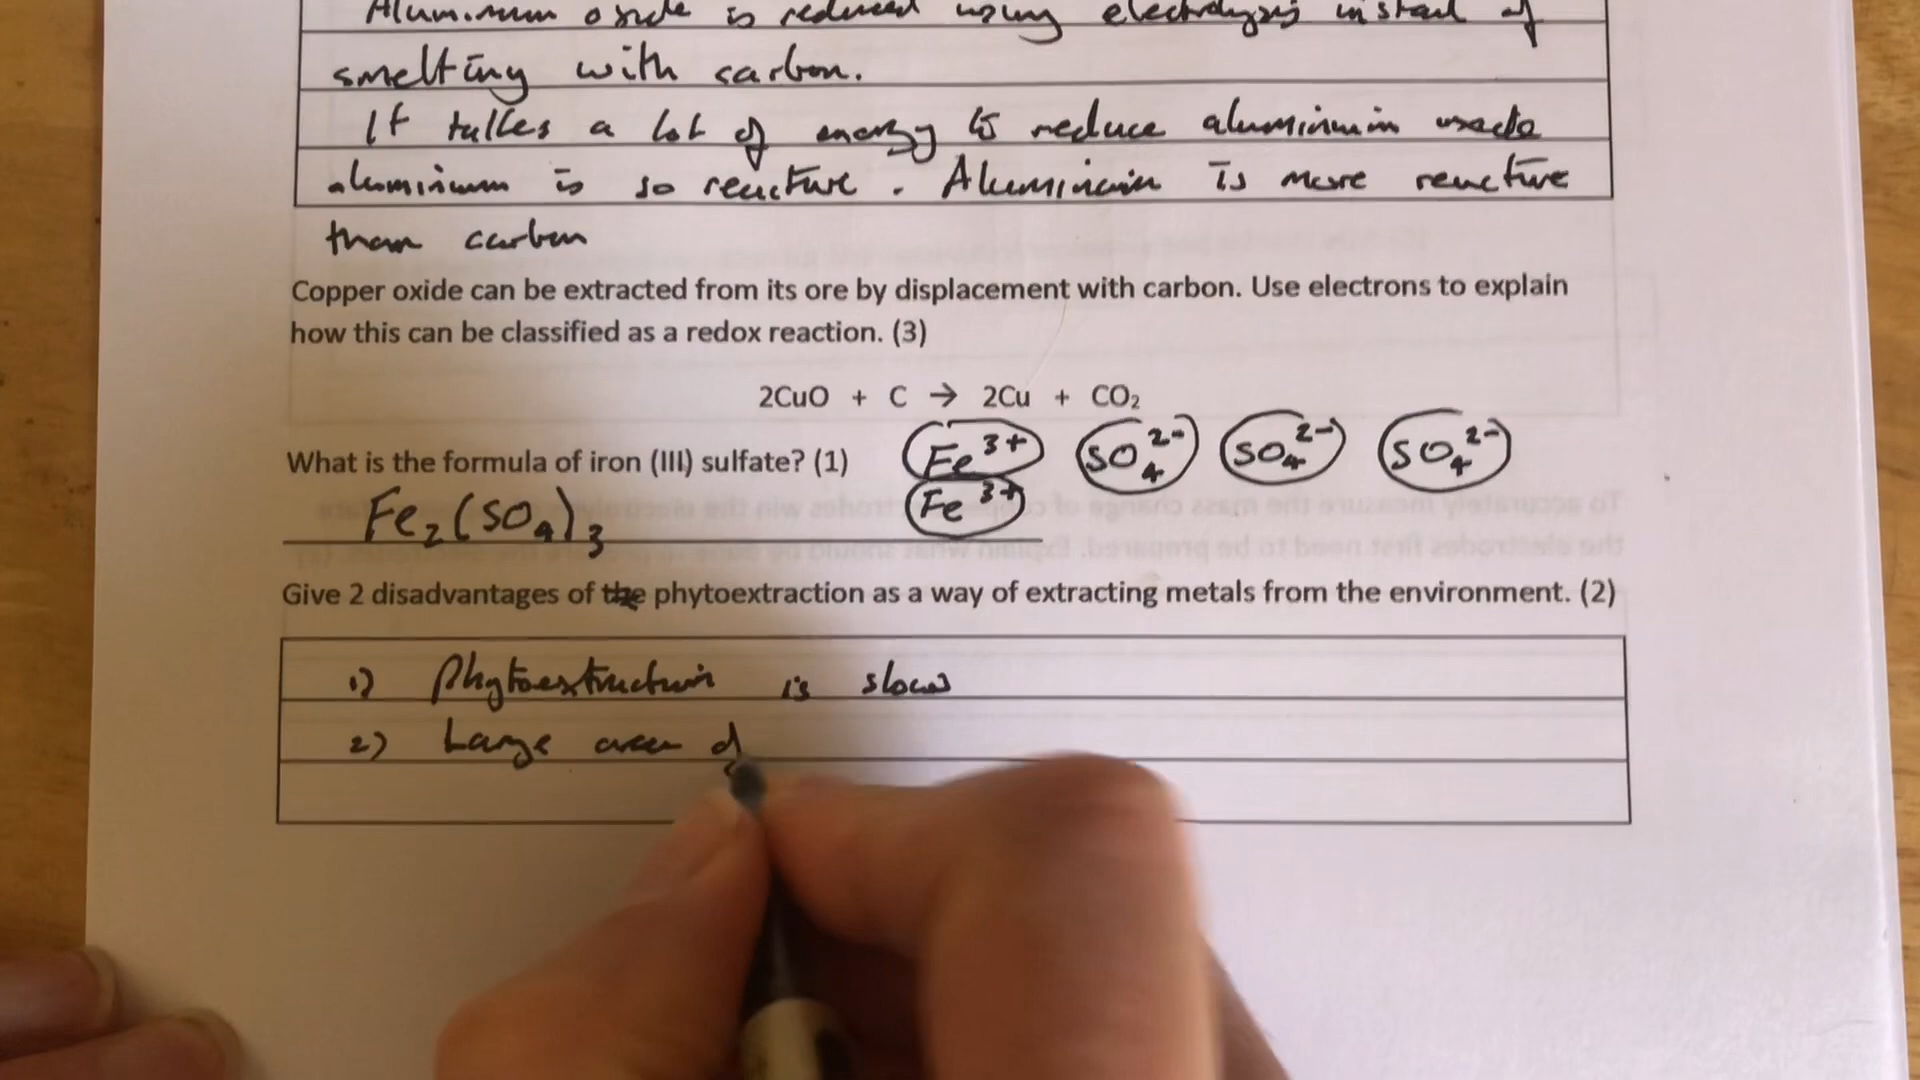 Aluminum oxide is reduced using electrolysis instead of
smelting with carbon.
It takes a lot of energy to reduce aluminium
aluminium is so reactive. Aluminium is more reactive
than carbon
Copper oxide can be extracted from its ore by displacement with carbon. Use electrons to explain
how this can be classified as a redox reaction. (3)
2CuO + C → 2Cu + CO₂
What is the formula of iron (III) sulfate? (1)
Fe³⁺ SO₄²⁻ SO₄²⁻ SO₄²⁻
Fe³⁺
Fe₂(SO₄)₃
Give 2 disadvantages of the phytoextraction as a way of extracting metals from the environment. (2)
1) Phytoextraction is slow
2) Large area of